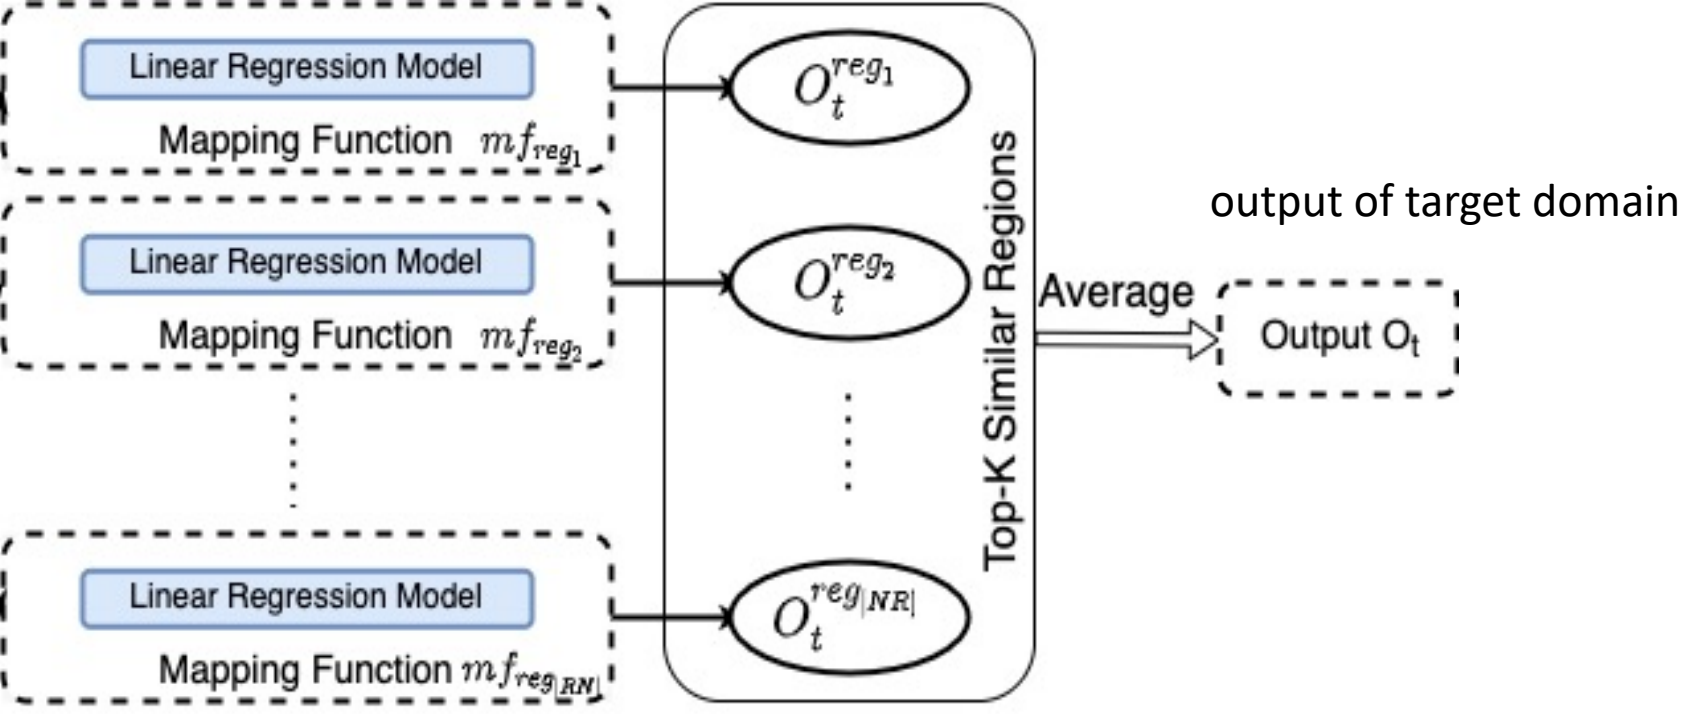 Linear Regression Model
Mapping Function mf_{reg_1}
O_t^{reg_1}
Linear Regression Model
Mapping Function mf_{reg_2}
O_t^{reg_2}
Linear Regression Model
Mapping Function mf_{reg_{|RN|}}
O_t^{reg_{|NR|}}
Top-K Similar Regions
Average
output of target domain
Output O_t